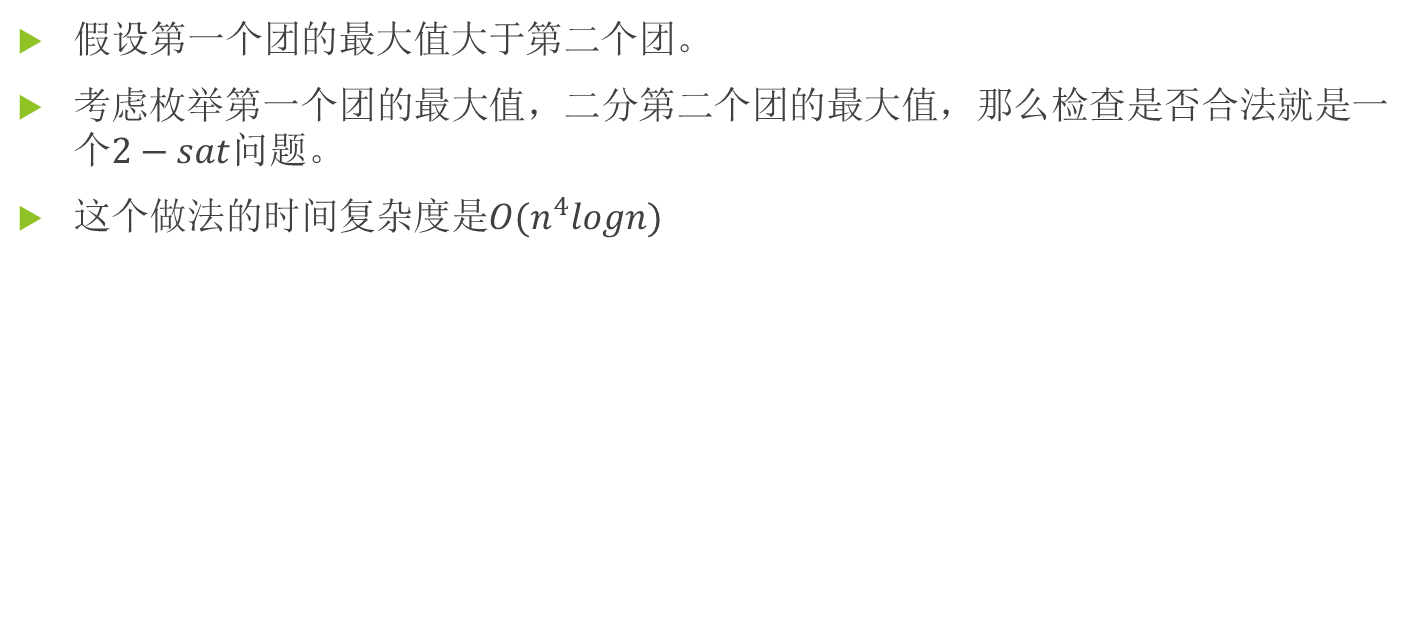 假设第一个团的最大值大于第二个团。
考虑枚举第一个团的最大值，二分第二个团的最大值，那么检查是否合法就是一
个2 − sat问题。
这个做法的时间复杂度是O(n⁴logn)